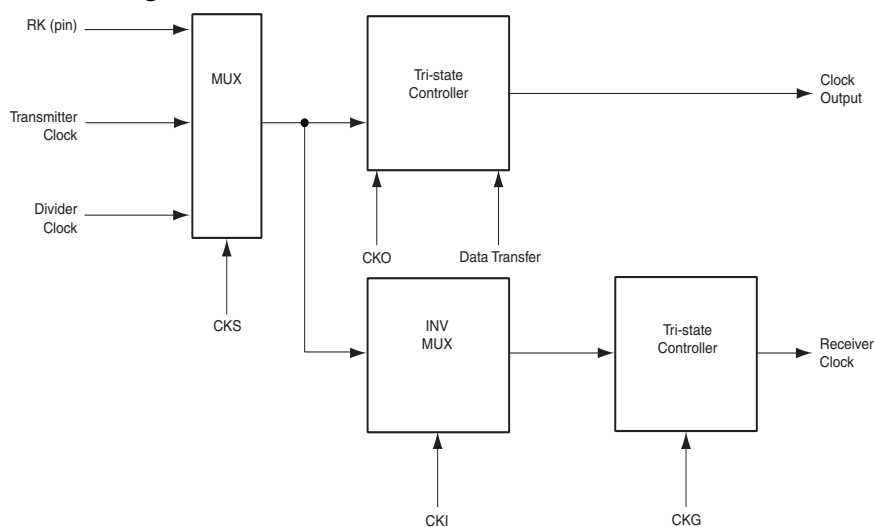 RK (pin)
MUX
Tri-state
Controller
Clock
Output
Transmitter
Clock
Divider
Clock
CKO
Data Transfer
CKS
INV
MUX
Tri-state
Controller
Receiver
Clock
CKI
CKG